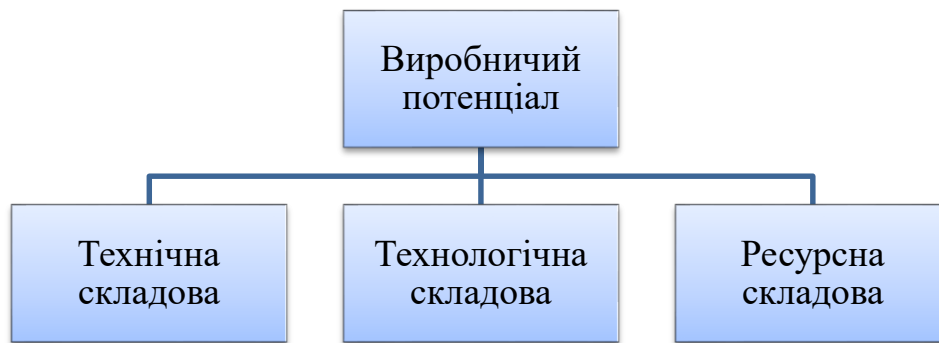 Виробничий
потенціал
Технічна
складова
Технологічна
складова
Ресурсна
складова